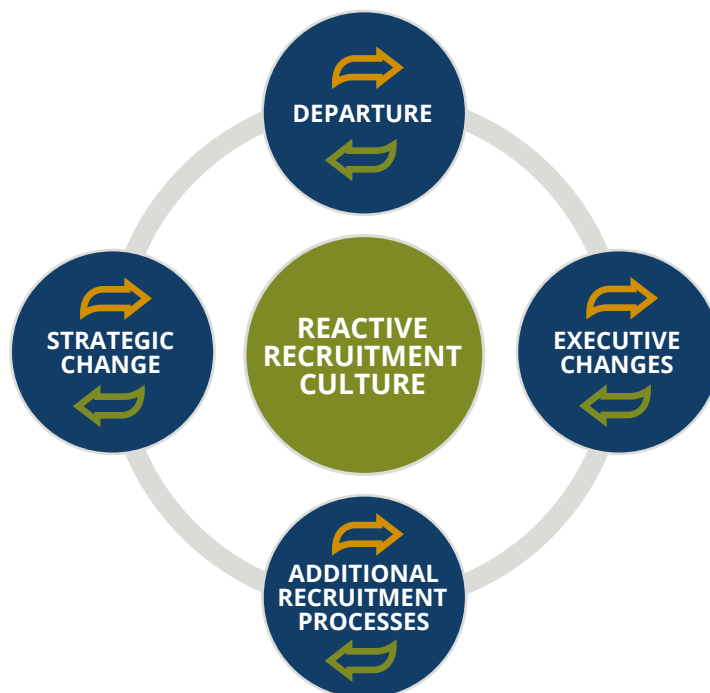 DEPARTURE
STRATEGIC
CHANGE
REACTIVE
RECRUITMENT
CULTURE
EXECUTIVE
CHANGES
ADDITIONAL
RECRUITMENT
PROCESSES